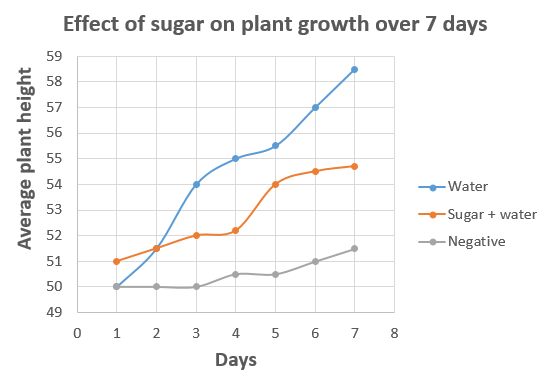 Effect of sugar on plant growth over 7 days
Average plant height
59
58
57
56
55
54
53
52
51
50
49
0 1 2 3 4 5 6 7 8
Days
Water
Sugar + water
Negative